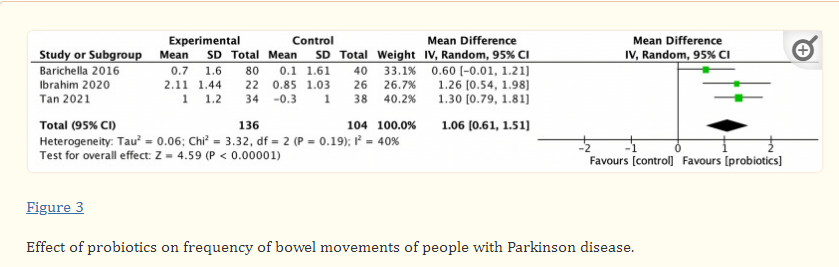 Experimental Control Mean Difference Mean Difference
Study or Subgroup Mean SD Total Mean SD Total Weight IV, Random, 95% CI IV, Random, 95% CI
Barichella 2016 0.7 1.6 80 0.1 1.61 40 33.1% 0.60 [-0.01, 1.21]
Ibrahim 2020 2.11 1.44 22 0.85 1.03 26 26.7% 1.26 [0.54, 1.98]
Tan 2021 1 1.2 34 -0.3 1 38 40.2% 1.30 [0.79, 1.81]
Total (95% CI) 136 104 100.0% 1.06 [0.61, 1.51]
Heterogeneity: Tau² = 0.06; Chi² = 3.32, df = 2 (P = 0.19); I² = 40%
Test for overall effect: Z = 4.59 (P < 0.00001)
-2 -1 0 1 2
Favours [control] Favours [probiotics]
Figure 3
Effect of probiotics on frequency of bowel movements of people with Parkinson disease.